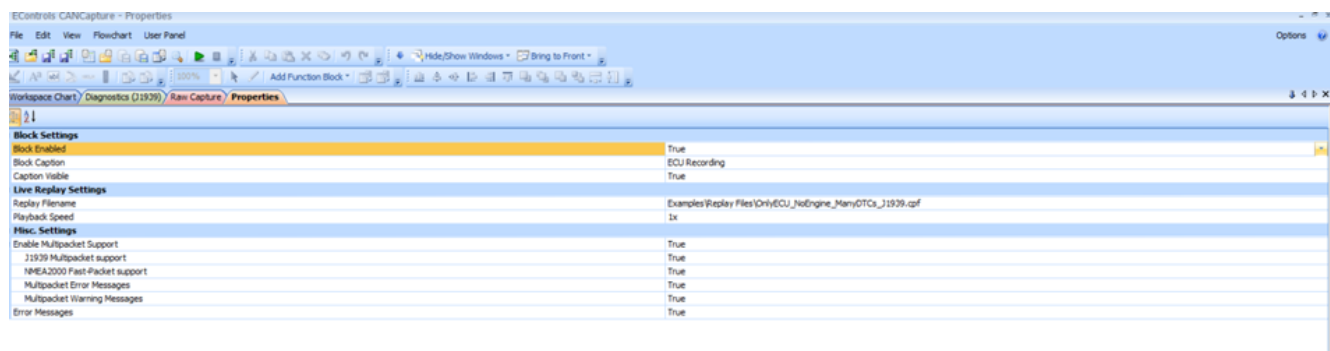 EControls CANCapture - Properties
File Edit View Flowchart User Panel Options
Hide/Show Windows Bring to Front
100% Add Function Block
Workspace Chart Diagnostics (J1939) Raw Capture Properties
Block Settings
Block Enabled True
Block Caption ECU Recording
Caption Visible True
Live Replay Settings
Replay Filename Examples\Replay Files\OnlyECU_NoEngine_ManyDTCs_J1939.cpf
Playback Speed 1x
Misc. Settings
Enable Multipacket Support True
J1939 Multipacket support True
NMEA2000 Fast-Packet support True
Multipacket Error Messages True
Multipacket Warning Messages True
Error Messages True